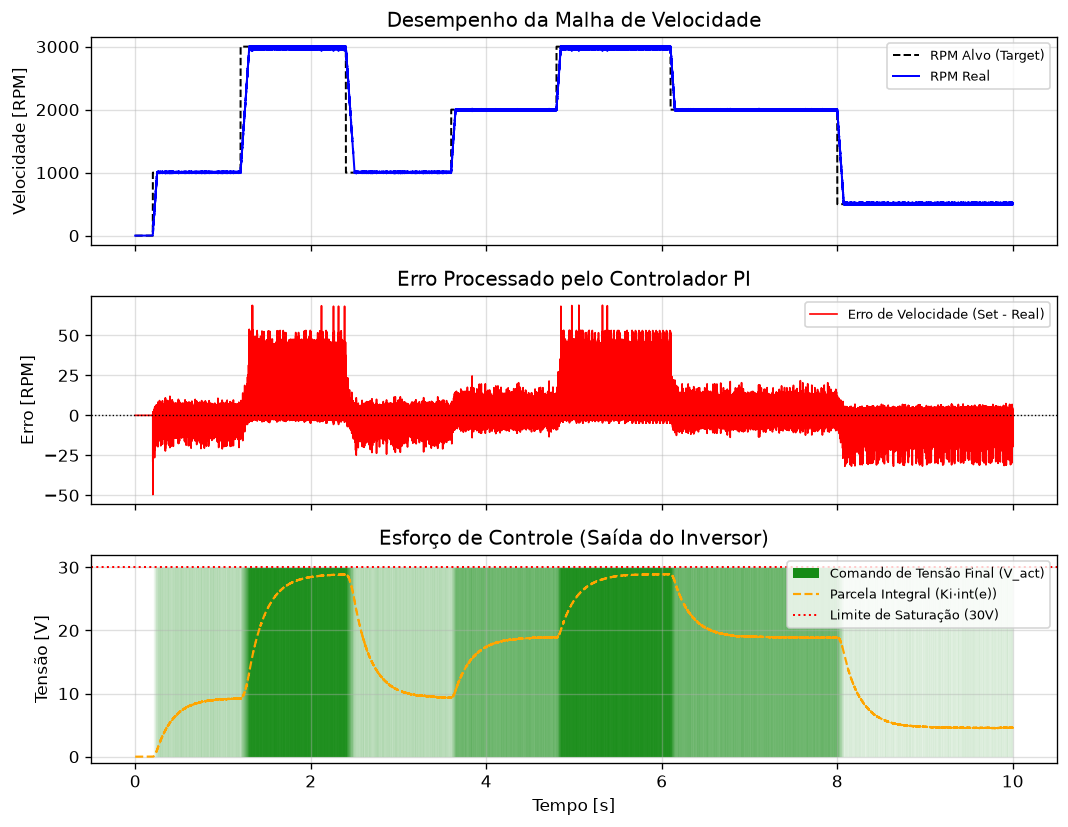 Desempenho da Malha de Velocidade
Velocidade [RPM]
3000
2000
1000
0
RPM Alvo (Target)
RPM Real
Erro Processado pelo Controlador PI
Erro [RPM]
50
25
0
−25
−50
Erro de Velocidade (Set - Real)
Esforço de Controle (Saída do Inversor)
Tensão [V]
30
20
10
0
Comando de Tensão Final (V_act)
Parcela Integral (Ki·int(e))
Limite de Saturação (30V)
0 2 4 6 8 10
Tempo [s]